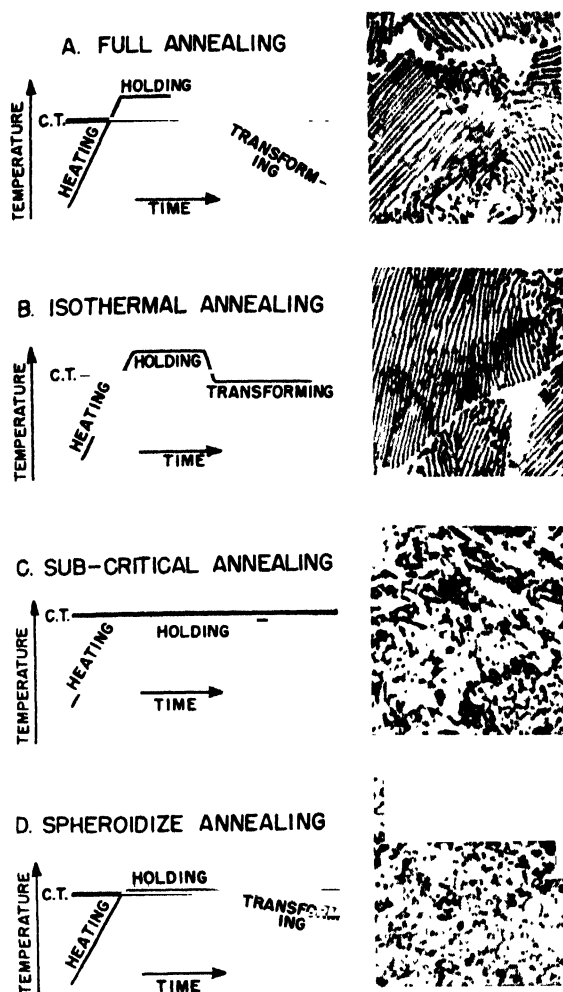 A. FULL ANNEALING
HOLDING
C.T.
HEATING
TRANSFORM-
ING
TEMPERATURE
TIME
B. ISOTHERMAL ANNEALING
HOLDING
C.T.
TRANSFORMING
HEATING
TEMPERATURE
TIME
C. SUB-CRITICAL ANNEALING
C.T.
HOLDING
HEATING
TEMPERATURE
TIME
D. SPHEROIDIZE ANNEALING
HOLDING
C.T.
HEATING
TRANSFORM
ING
TEMPERATURE
TIME